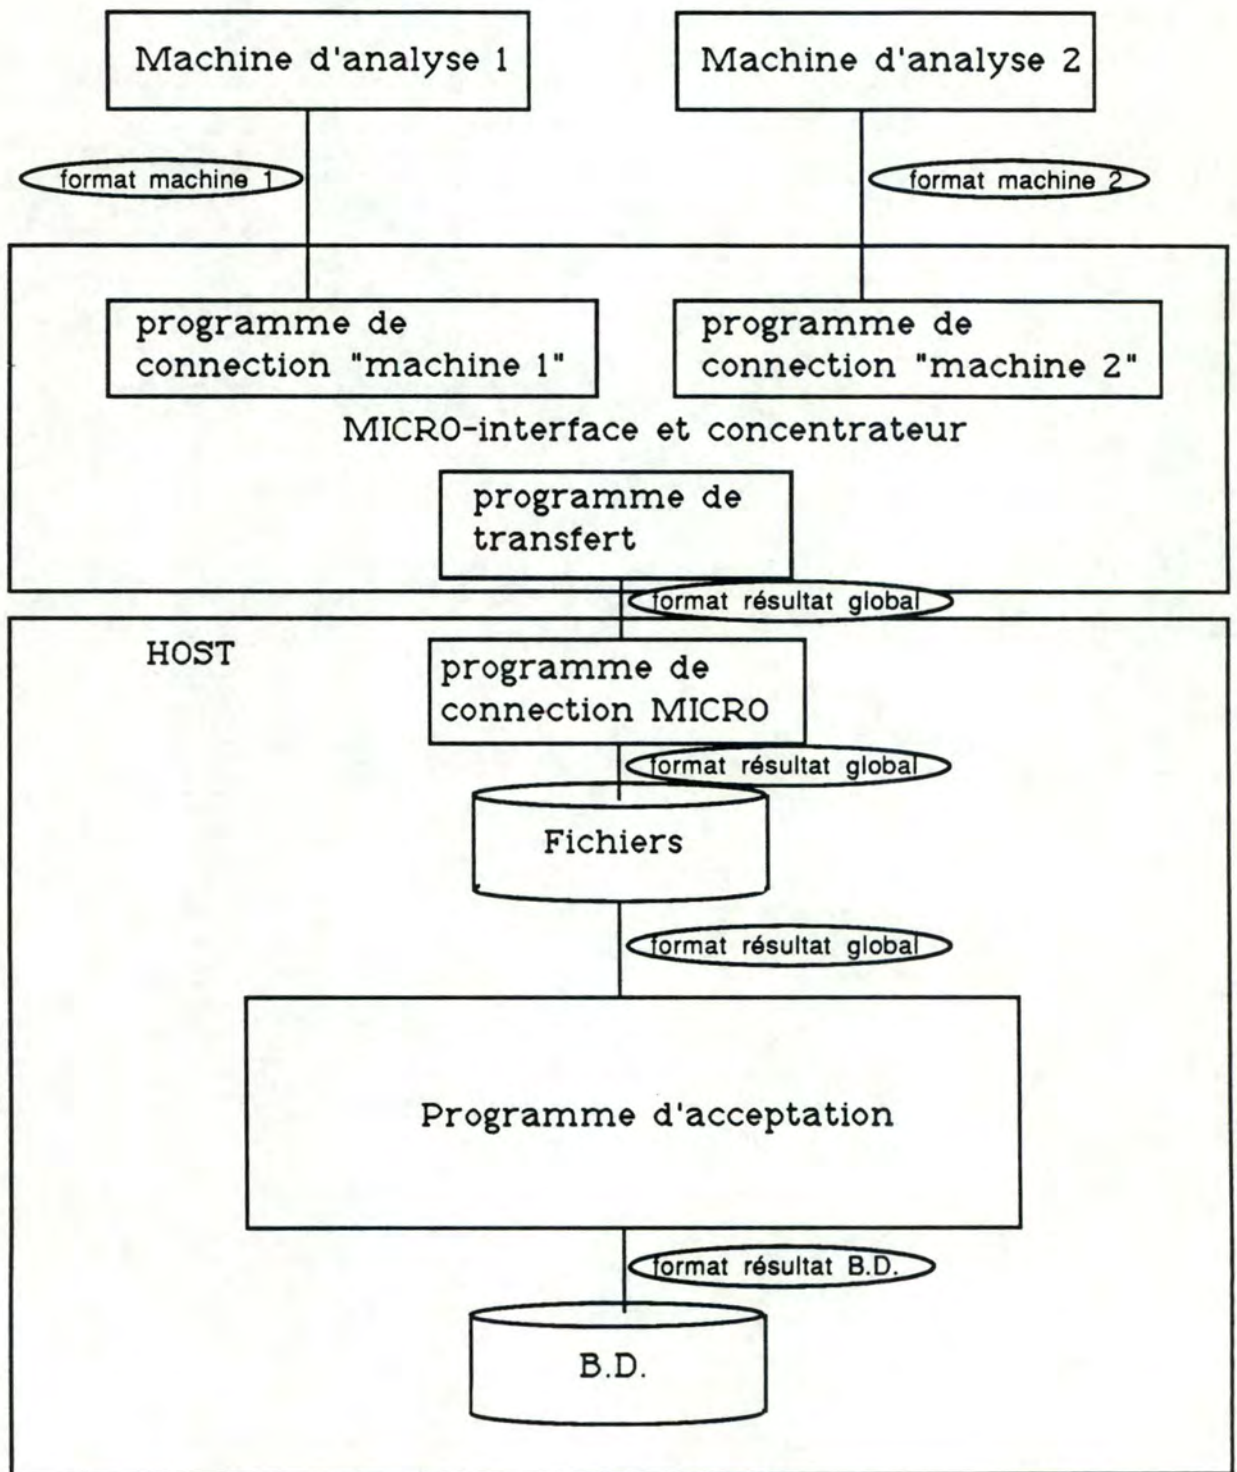 Machine d'analyse 1
Machine d'analyse 2
format machine 1
format machine 2
programme de
connection "machine 1"
programme de
connection "machine 2"
MICRO-interface et concentrateur
programme de
transfert
format résultat global
HOST
programme de
connection MICRO
format résultat global
Fichiers
format résultat global
Programme d'acceptation
format résultat B.D.
B.D.